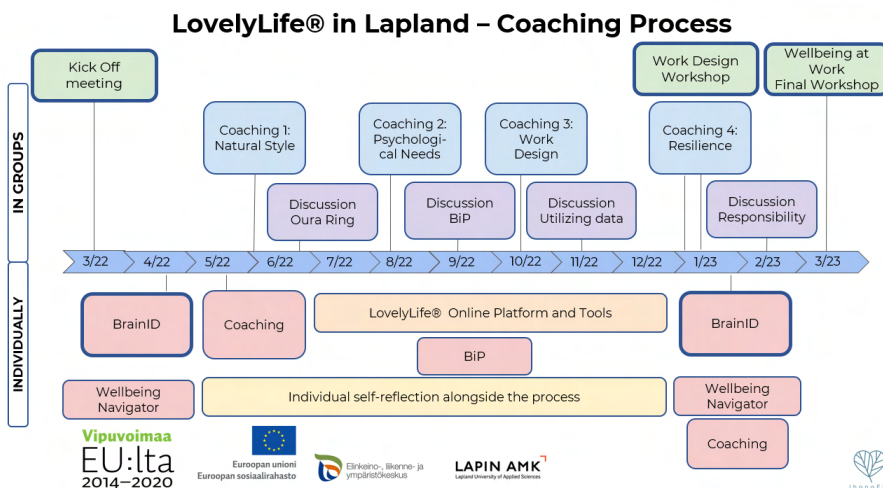 LovelyLife® in Lapland – Coaching Process
Kick Off
meeting
Work Design
Workshop
Wellbeing at
Work
Final Workshop
IN GROUPS
Coaching 1:
Natural Style
Coaching 2:
Psychologi-
cal Needs
Coaching 3:
Work
Design
Coaching 4:
Resilience
Discussion
Oura Ring
Discussion
BiP
Discussion
Utilizing data
Discussion
Responsibility
3/22
4/22
5/22
6/22
7/22
8/22
9/22
10/22
11/22
12/22
1/23
2/23
3/23
INDIVIDUALLY
BrainID
Coaching
LovelyLife® Online Platform and Tools
BrainID
BiP
Wellbeing
Navigator
Individual self-reflection alongside the process
Wellbeing
Navigator
Coaching
Vipuvoimaa
EU:lta
2014–2020
Euroopan unioni
Euroopan sosiaalirahasto
Elinkeino-, liikenne- ja
ympäristökeskus
LAPIN AMK
Lapland University of Applied Sciences